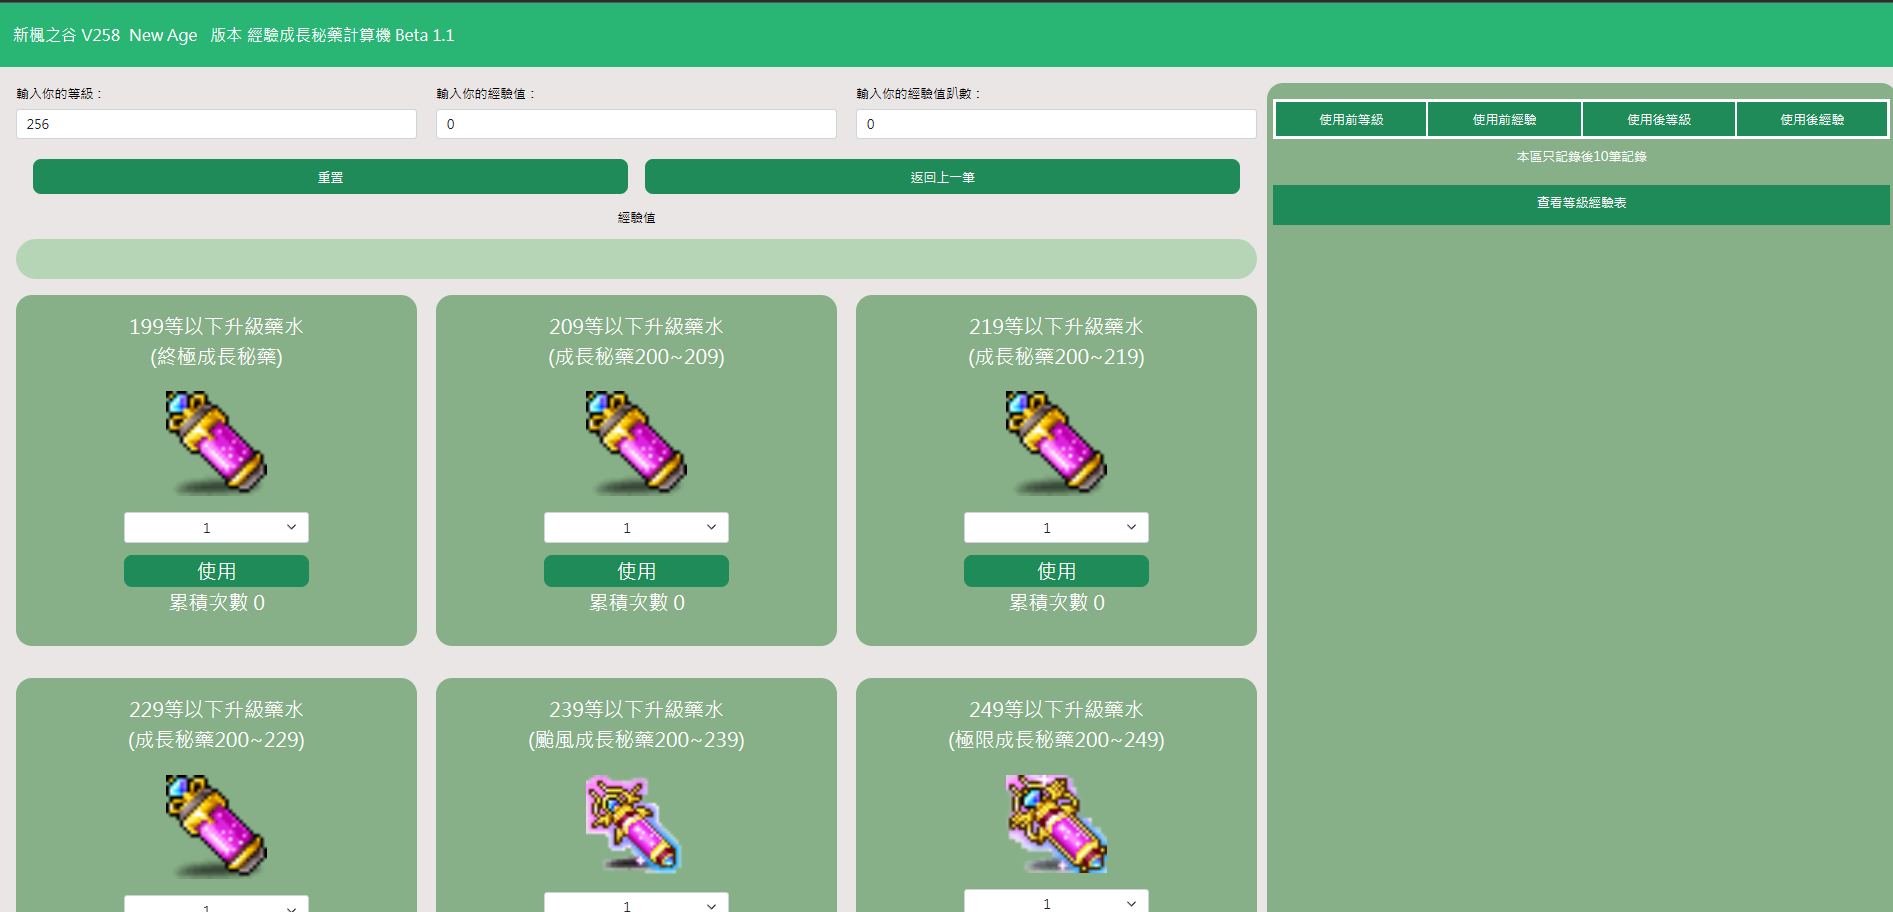 新楓之谷 V258 New Age 版本 經驗成長秘藥計算機 Beta 1.1
輸入你的等級：
輸入你的經驗值：
輸入你的經驗值趴數：
256
0
0
重置
返回上一筆
經驗值
使用前等級
使用前經驗
使用後等級
使用後經驗
本區只記錄後10筆記錄
查看等級經驗表
199等以下升級藥水
(終極成長秘藥)
1
使用
累積次數 0
209等以下升級藥水
(成長秘藥200~209)
1
使用
累積次數 0
219等以下升級藥水
(成長秘藥200~219)
1
使用
累積次數 0
229等以下升級藥水
(成長秘藥200~229)
1
239等以下升級藥水
(颱風成長秘藥200~239)
1
249等以下升級藥水
(極限成長秘藥200~249)
1